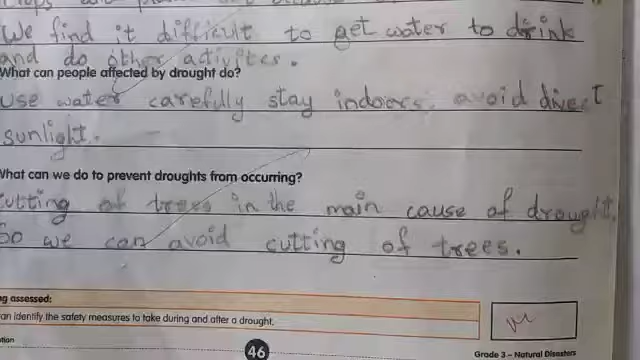 We find it difficult to get water to drink
and do other activites.
What can people affected by drought do?
use water carefully stay indoors. avoid direct
sunlight.
What can we do to prevent droughts from occurring?
cutting of trees in the main cause of drought.
So we can avoid cutting of trees.
ng assessed:
an identify the safety measures to take during and after a drought.
46
Grade 3 – Natural Disasters